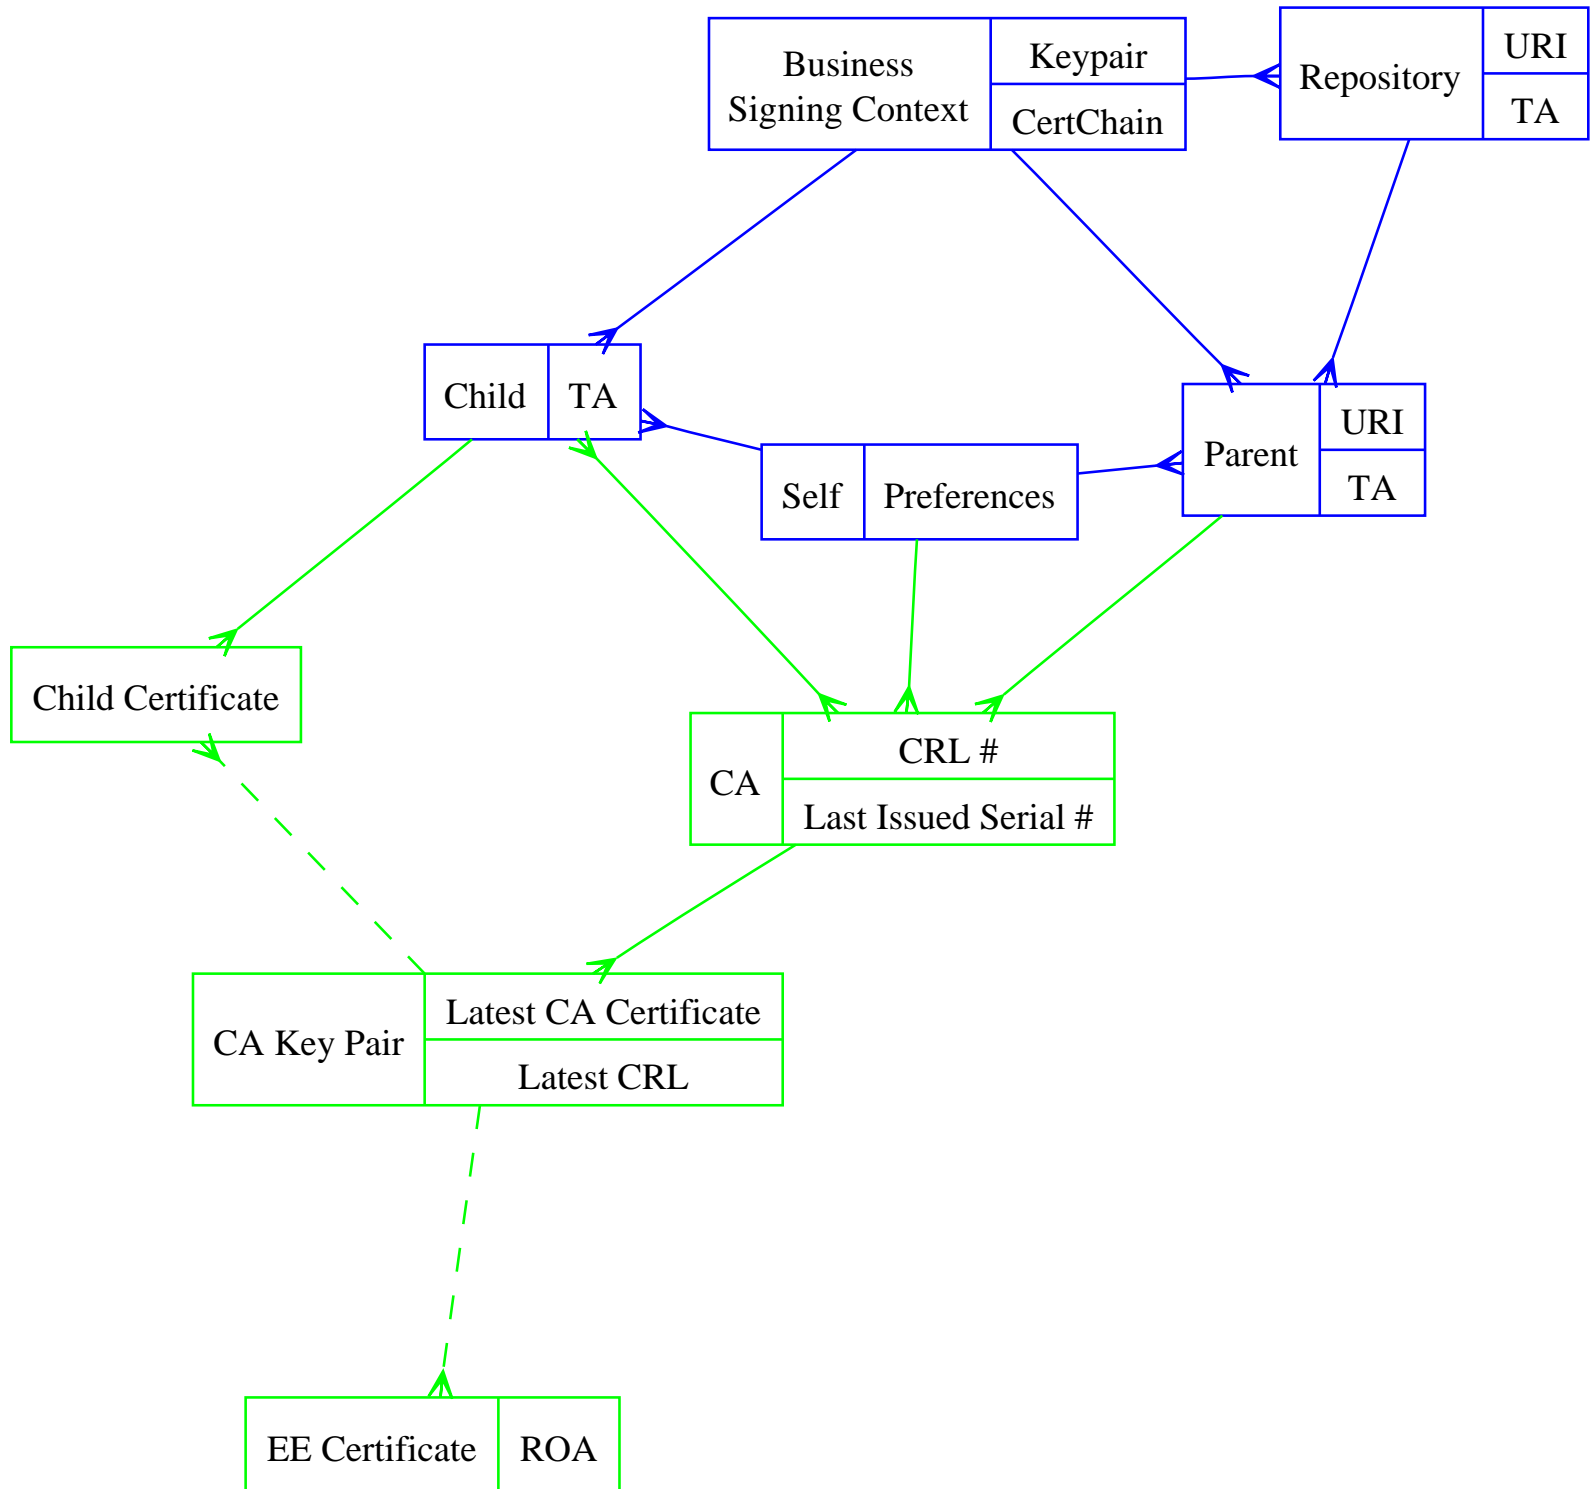 Business
Signing Context
Keypair
CertChain
Repository
URI
TA
Child
TA
Self
Preferences
Parent
URI
TA
Child Certificate
CA
CRL #
Last Issued Serial #
CA Key Pair
Latest CA Certificate
Latest CRL
EE Certificate
ROA